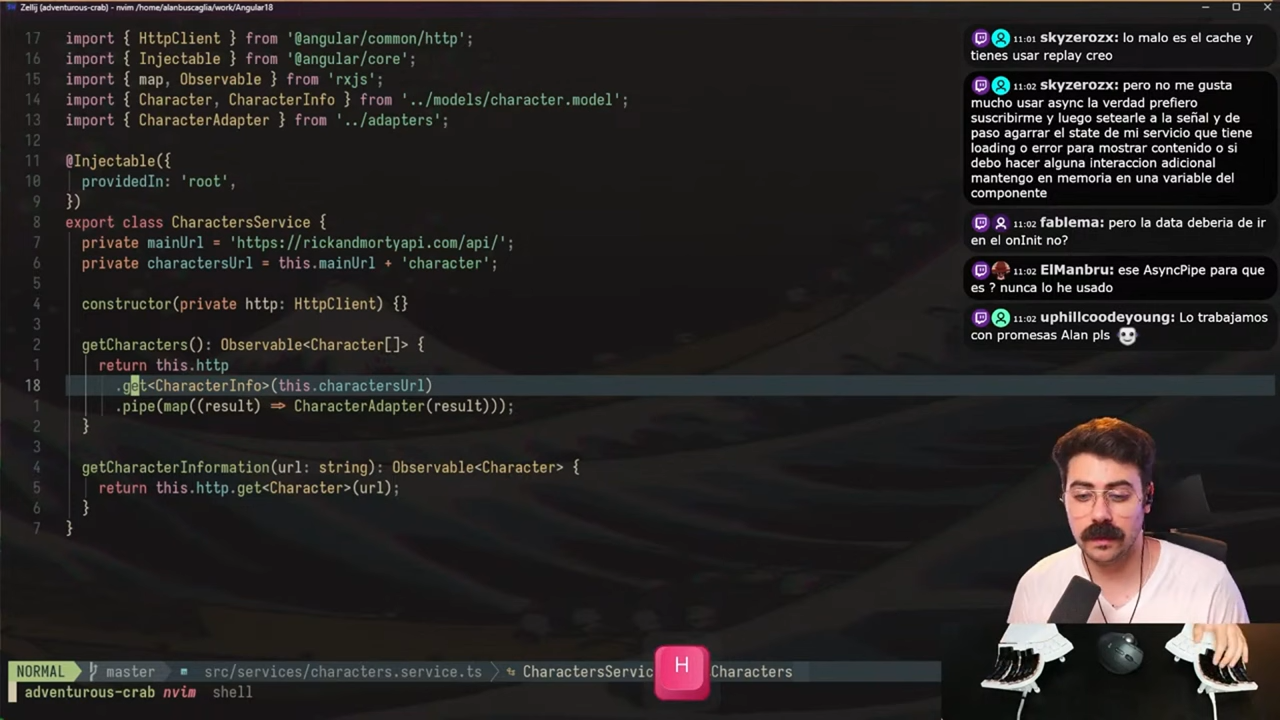 Zellij (adventurous-crab) - nvim /home/alanbuscaglia/work/Angular18
17 import { HttpClient } from '@angular/common/http';
16 import { Injectable } from '@angular/core';
15 import { map, Observable } from 'rxjs';
14 import { Character, CharacterInfo } from '../models/character.model';
13 import { CharacterAdapter } from '../adapters';
12
11 @Injectable({
10 providedIn: 'root',
9 })
8 export class CharactersService {
7 private mainUrl = 'https://rickandmortyapi.com/api/';
6 private charactersUrl = this.mainUrl + 'character';
5
4 constructor(private http: HttpClient) {}
3
2 getCharacters(): Observable<Character[]> {
1 return this.http
18 .get<CharacterInfo>(this.charactersUrl)
1 .pipe(map((result) => CharacterAdapter(result)));
2 }
3
4 getCharacterInformation(url: string): Observable<Character> {
5 return this.http.get<Character>(url);
6 }
7 }
NORMAL master src/services/characters.service.ts > CharactersServic H Characters
adventurous-crab nvim shell
11:01 skyzerozx: lo malo es el cache y
tienes usar replay creo
11:02 skyzerozx: pero no me gusta
mucho usar async la verdad prefiero
suscribirme y luego setearle a la señal y de
paso agarrar el state de mi servicio que tiene
loading o error para mostrar contenido o si
debo hacer alguna interaccion adicional
mantengo en memoria en una variable del
componente
11:02 fablema: pero la data deberia de ir
en el onInit no?
11:02 ElManbru: ese AsyncPipe para que
es ? nunca lo he usado
11:02 uphillcoodeyoung: Lo trabajamos
con promesas Alan pls